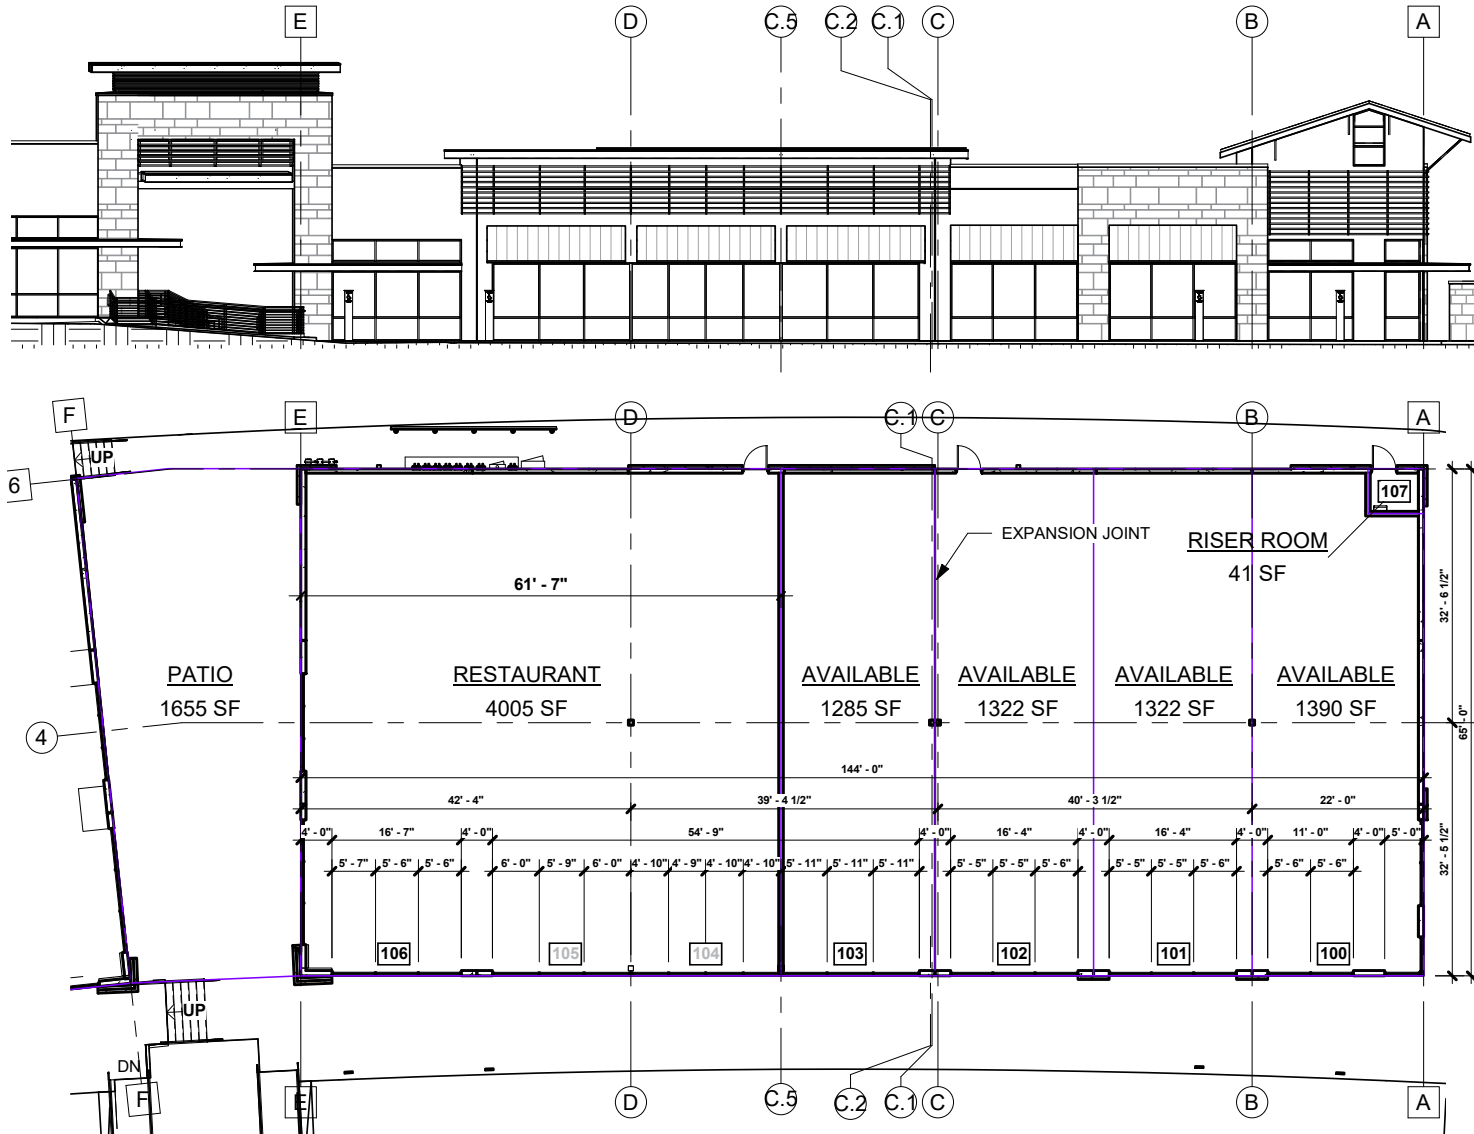 E D C.5 C.2 C.1 C B A
F E D C.1 C B A
UP
6
107
EXPANSION JOINT
RISER ROOM
41 SF
61' - 7"
32' - 6 1/2"
PATIO RESTAURANT AVAILABLE AVAILABLE AVAILABLE AVAILABLE
1655 SF 4005 SF 1285 SF 1322 SF 1322 SF 1390 SF
4
65' - 0"
144' - 0"
42' - 4" 39' - 4 1/2" 40' - 3 1/2" 22' - 0"
4' - 0" 16' - 7" 4' - 0" 54' - 9" 4' - 0" 16' - 4" 4' - 0" 16' - 4" 4' - 0" 11' - 0" 4' - 0" 5' - 0"
32' - 5 1/2"
5' - 7" 5' - 6" 5' - 6" 6' - 0" 5' - 9" 6' - 0" 4' - 10" 4' - 9" 4' - 10" 4' - 10" 5' - 11" 5' - 11" 5' - 11" 5' - 5" 5' - 5" 5' - 6" 5' - 5" 5' - 5" 5' - 6" 5' - 6" 5' - 6"
106 105 104 103 102 101 100
UP
DN
F E D C.5 C.2 C.1 C B A